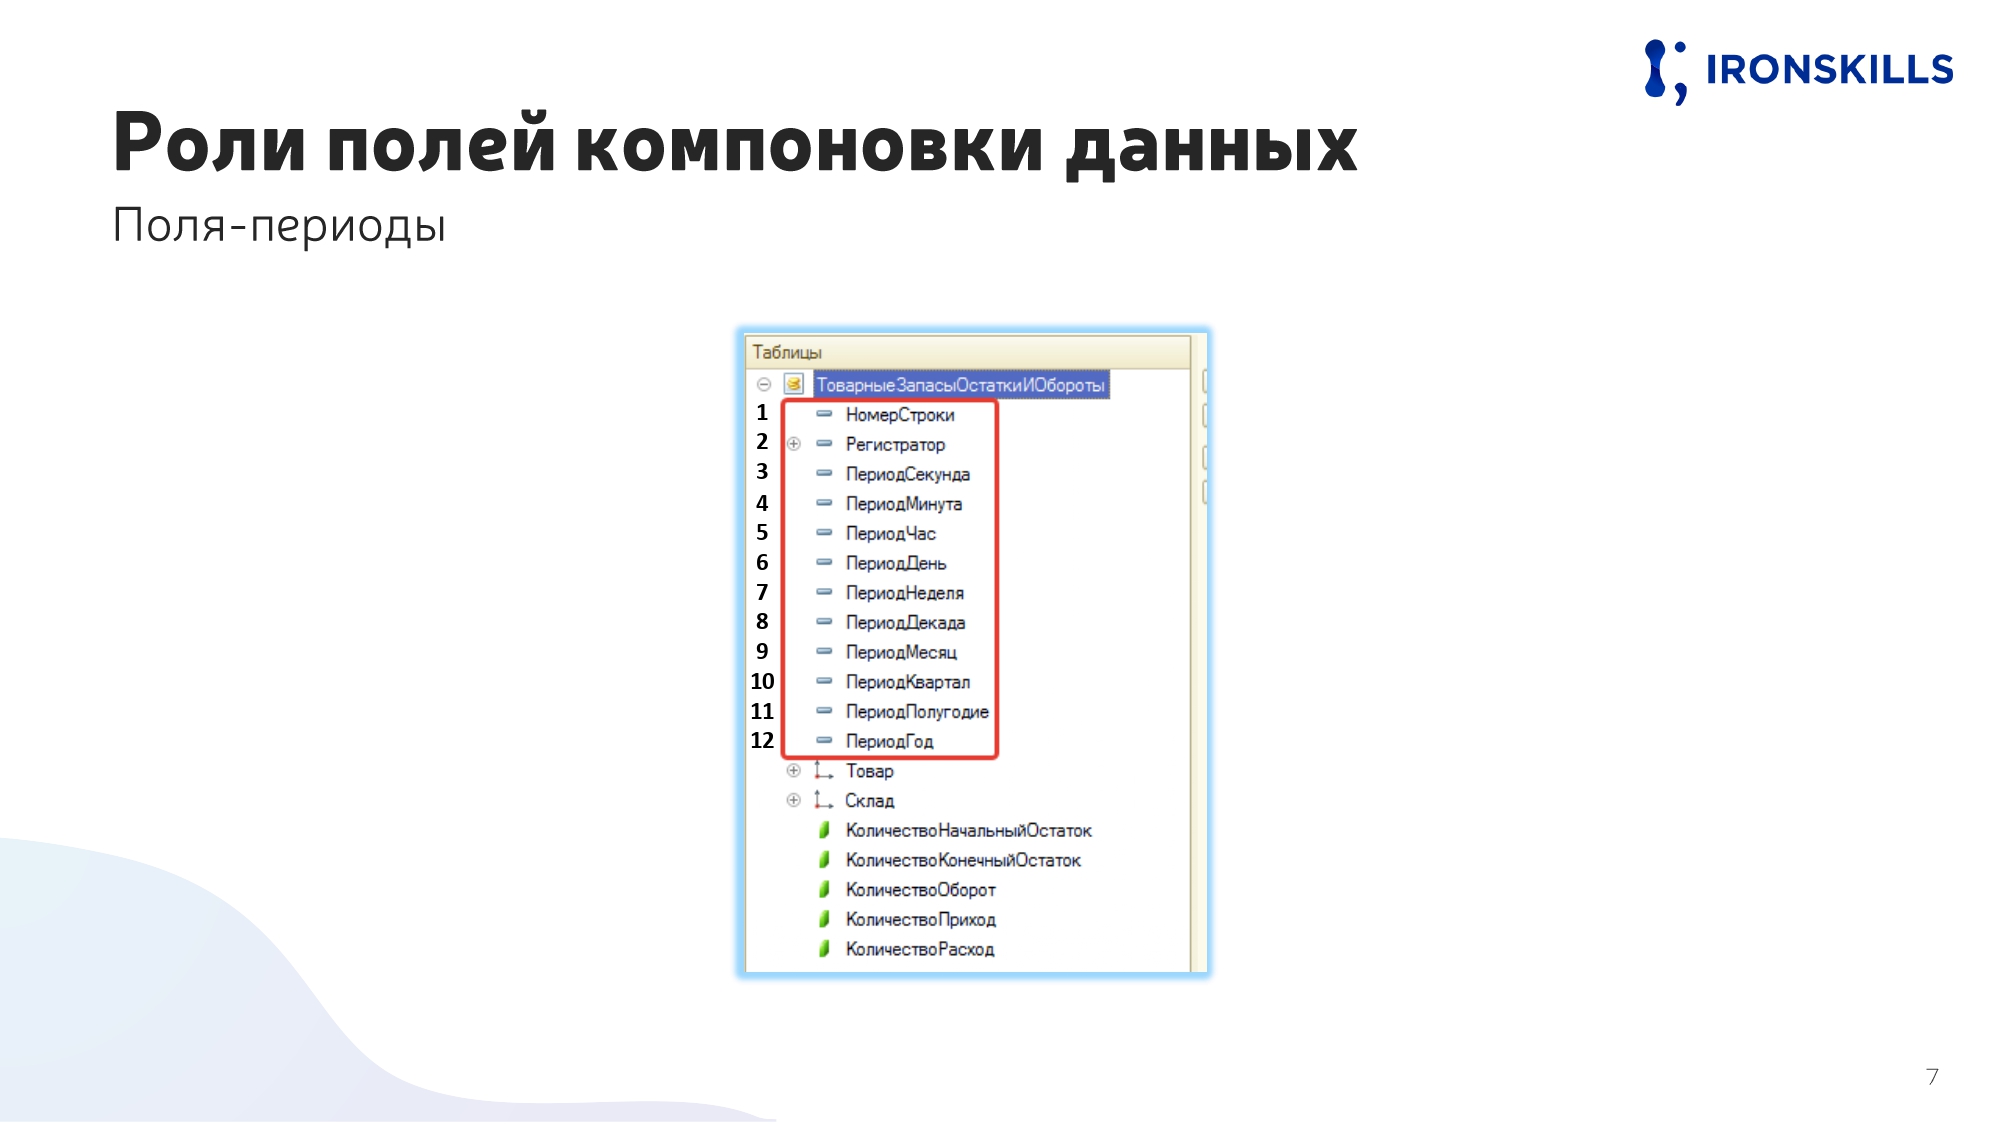 IRONSKILLS
Роли полей компоновки данных
Поля-периоды
Таблицы
ТоварныеЗапасыОстаткиИОбороты
1 НомерСтроки
2 Регистратор
3 ПериодСекунда
4 ПериодМинута
5 ПериодЧас
6 ПериодДень
7 ПериодНеделя
8 ПериодДекада
9 ПериодМесяц
10 ПериодКвартал
11 ПериодПолугодие
12 ПериодГод
Товар
Склад
КоличествоНачальныйОстаток
КоличествоКонечныйОстаток
КоличествоОборот
КоличествоПриход
КоличествоРасход
7